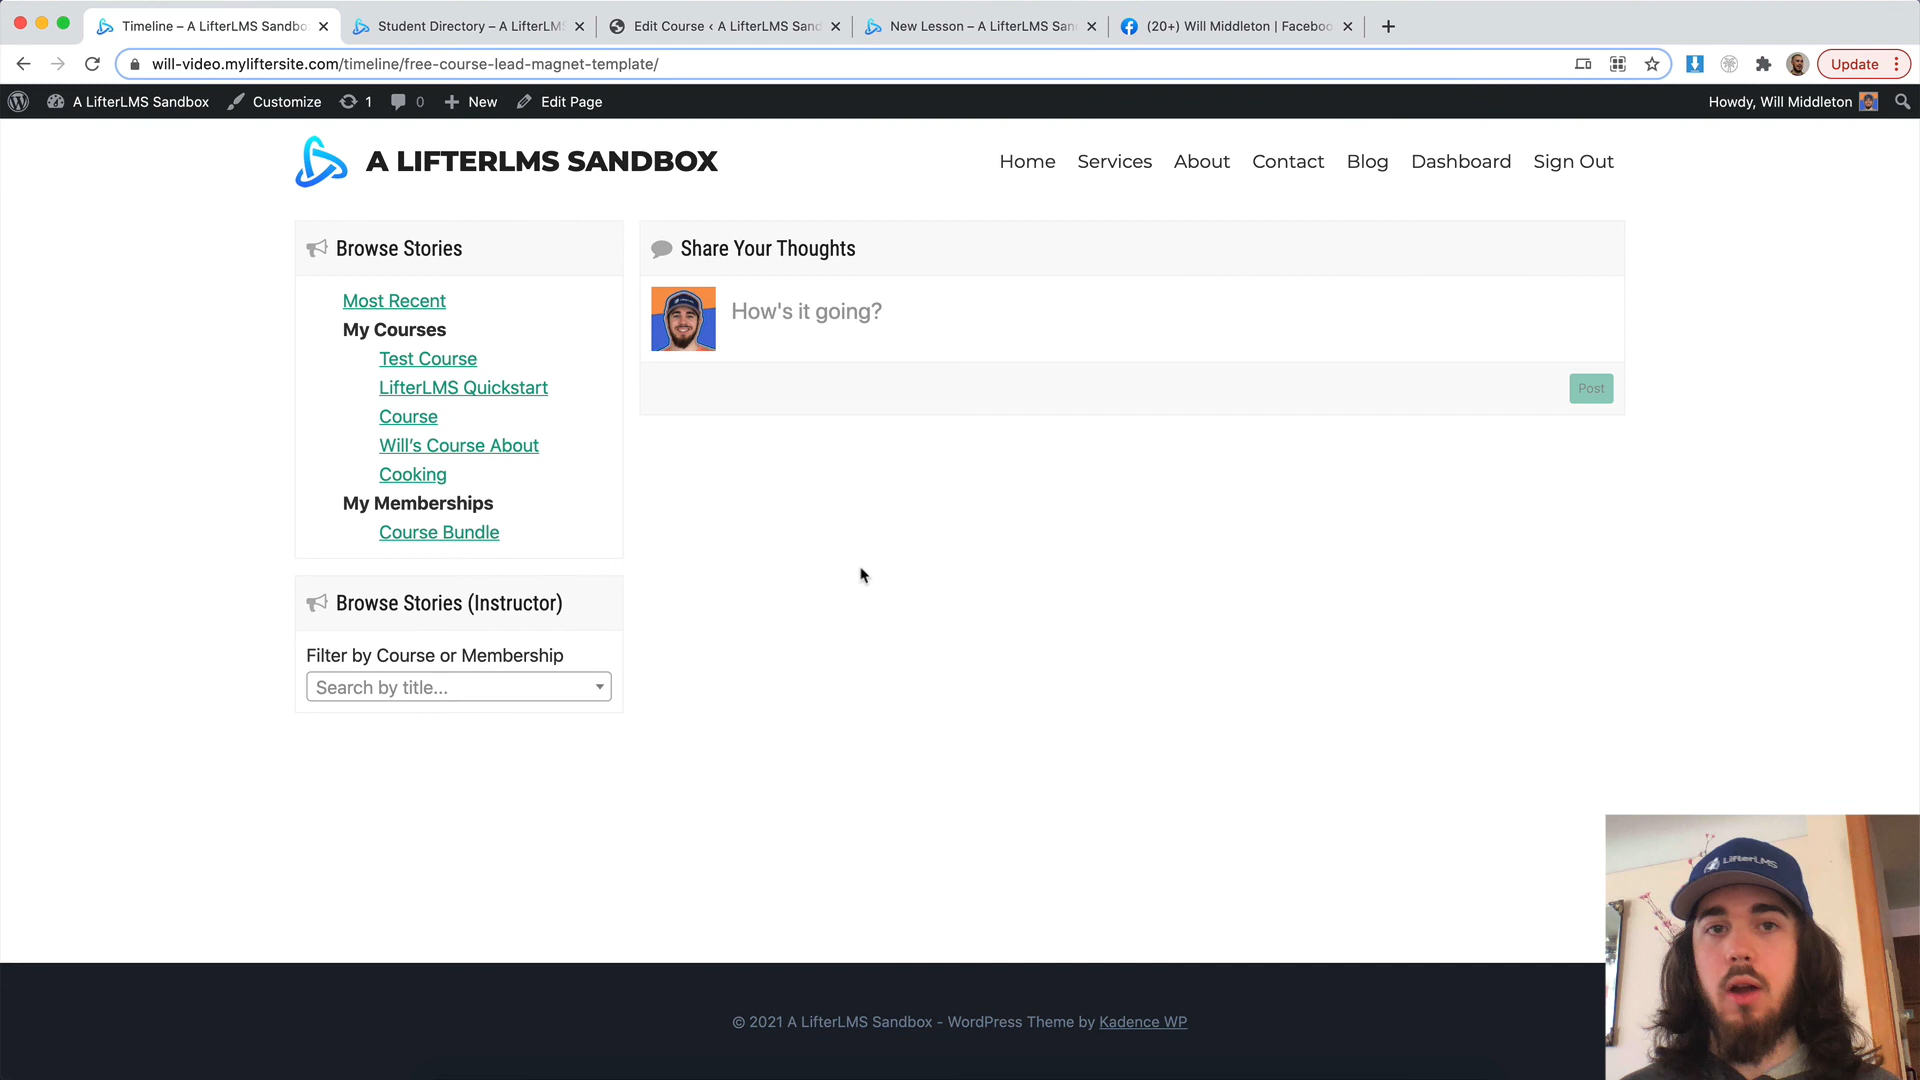 Timeline – A LifterLMS Sandbo
Student Directory – A LifterLMS
Edit Course ‹ A LifterLMS Sand
New Lesson – A LifterLMS San
(20+) Will Middleton | Faceboo
will-video.myliftersite.com/timeline/free-course-lead-magnet-template/
Update
A LifterLMS Sandbox
Customize
1
0
New
Edit Page
Howdy, Will Middleton
A LIFTERLMS SANDBOX
Home
Services
About
Contact
Blog
Dashboard
Sign Out
Browse Stories
Most Recent
My Courses
Test Course
LifterLMS Quickstart
Course
Will’s Course About
Cooking
My Memberships
Course Bundle
Browse Stories (Instructor)
Filter by Course or Membership
Search by title...
Share Your Thoughts
How's it going?
Post
LifterLMS
© 2021 A LifterLMS Sandbox - WordPress Theme by Kadence WP